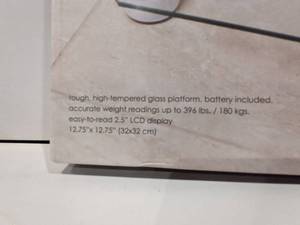 tough, high-tempered glass platform, battery included.
accurate weight readings up to 396 lbs. / 180 kgs.
easy-to-read 2.5" LCD display
12.75"x 12.75" (32x32 cm)